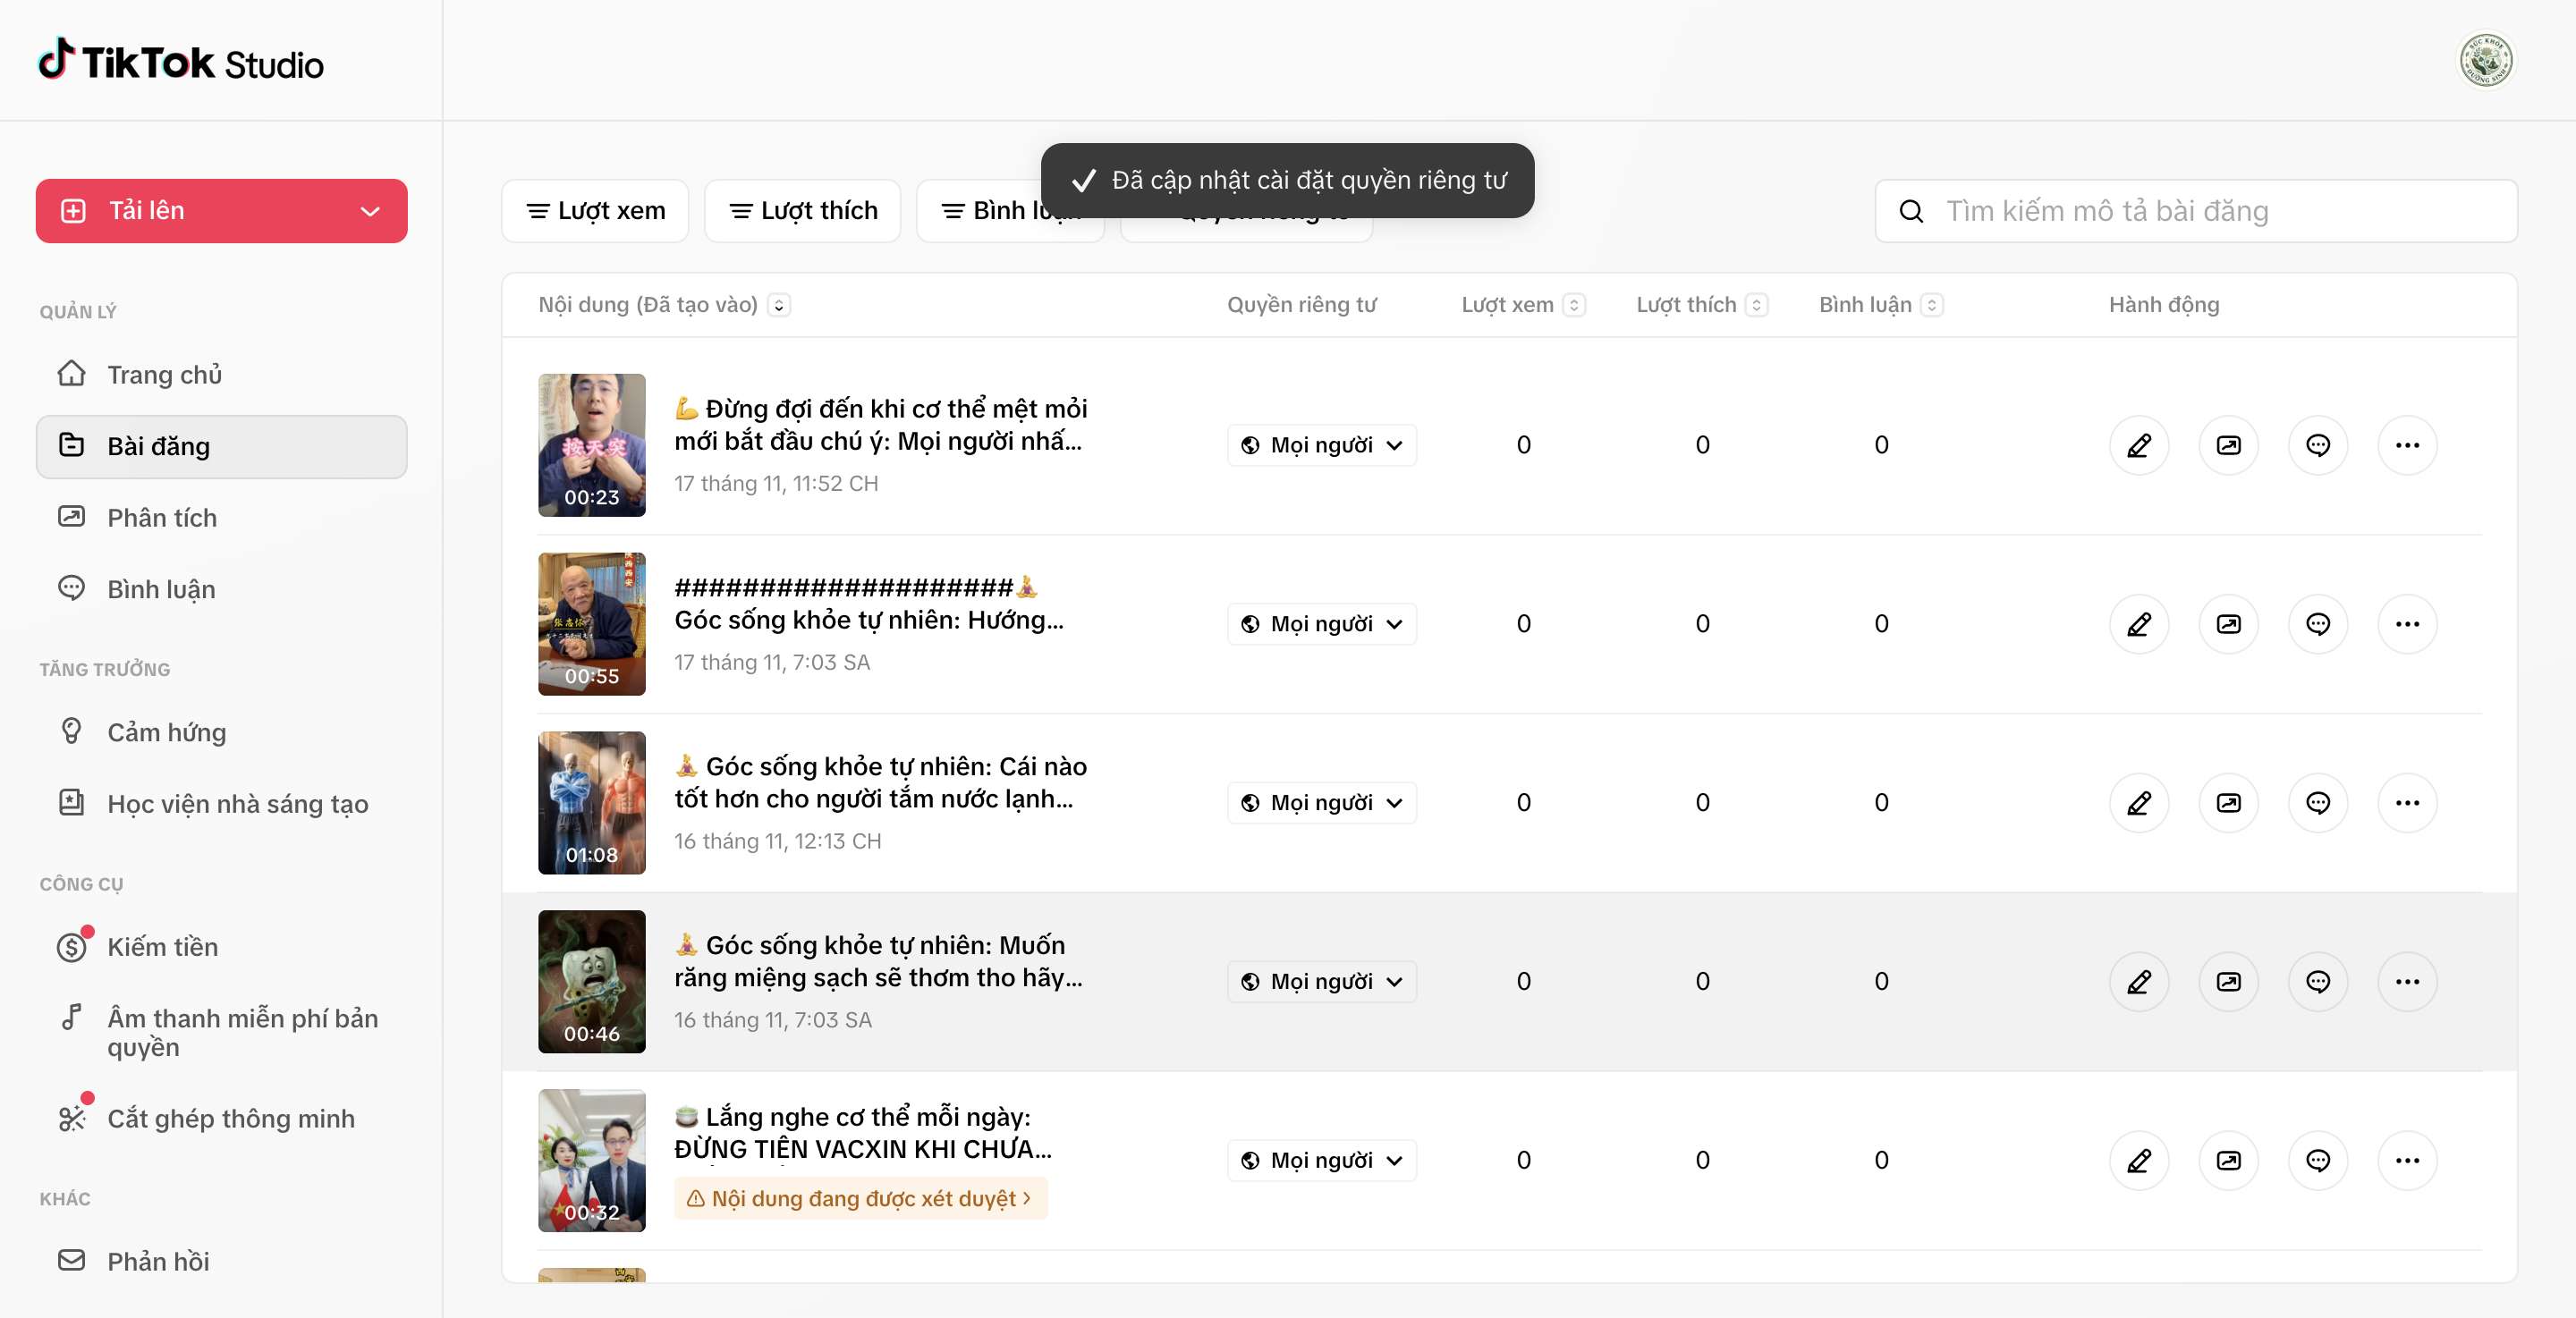 TikTok Studio
SỨC KHỎE
DƯỠNG SINH
Đã cập nhật cài đặt quyền riêng tư
Tải lên
Lượt xem
Lượt thích
Bình luận
Tìm kiếm mô tả bài đăng
QUẢN LÝ
Trang chủ
Bài đăng
Phân tích
Bình luận
TĂNG TRƯỞNG
Cảm hứng
Học viện nhà sáng tạo
CÔNG CỤ
Kiếm tiền
Âm thanh miễn phí bản
quyền
Cắt ghép thông minh
KHÁC
Phản hồi
Nội dung (Đã tạo vào)
Quyền riêng tư
Lượt xem
Lượt thích
Bình luận
Hành động
按天突
00:23
💪 Đừng đợi đến khi cơ thể mệt mỏi
mới bắt đầu chú ý: Mọi người nhấ...
17 tháng 11, 11:52 CH
Mọi người
0
0
0
00:55
####################🧘
Góc sống khỏe tự nhiên: Hướng...
17 tháng 11, 7:03 SA
Mọi người
0
0
0
01:08
🧘 Góc sống khỏe tự nhiên: Cái nào
tốt hơn cho người tắm nước lạnh...
16 tháng 11, 12:13 CH
Mọi người
0
0
0
00:46
🧘 Góc sống khỏe tự nhiên: Muốn
răng miệng sạch sẽ thơm tho hãy...
16 tháng 11, 7:03 SA
Mọi người
0
0
0
00:32
🍵 Lắng nghe cơ thể mỗi ngày:
ĐỪNG TIÊN VACXIN KHI CHƯA...
Nội dung đang được xét duyệt
Mọi người
0
0
0